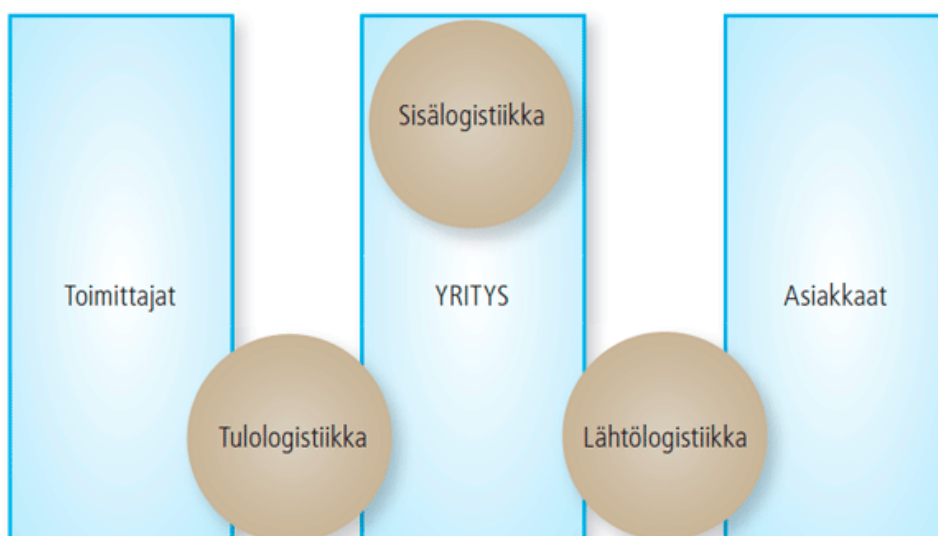 Sisälogistiikka
Toimittajat
YRITYS
Asiakkaat
Tulologistiikka
Lähtölogistiikka